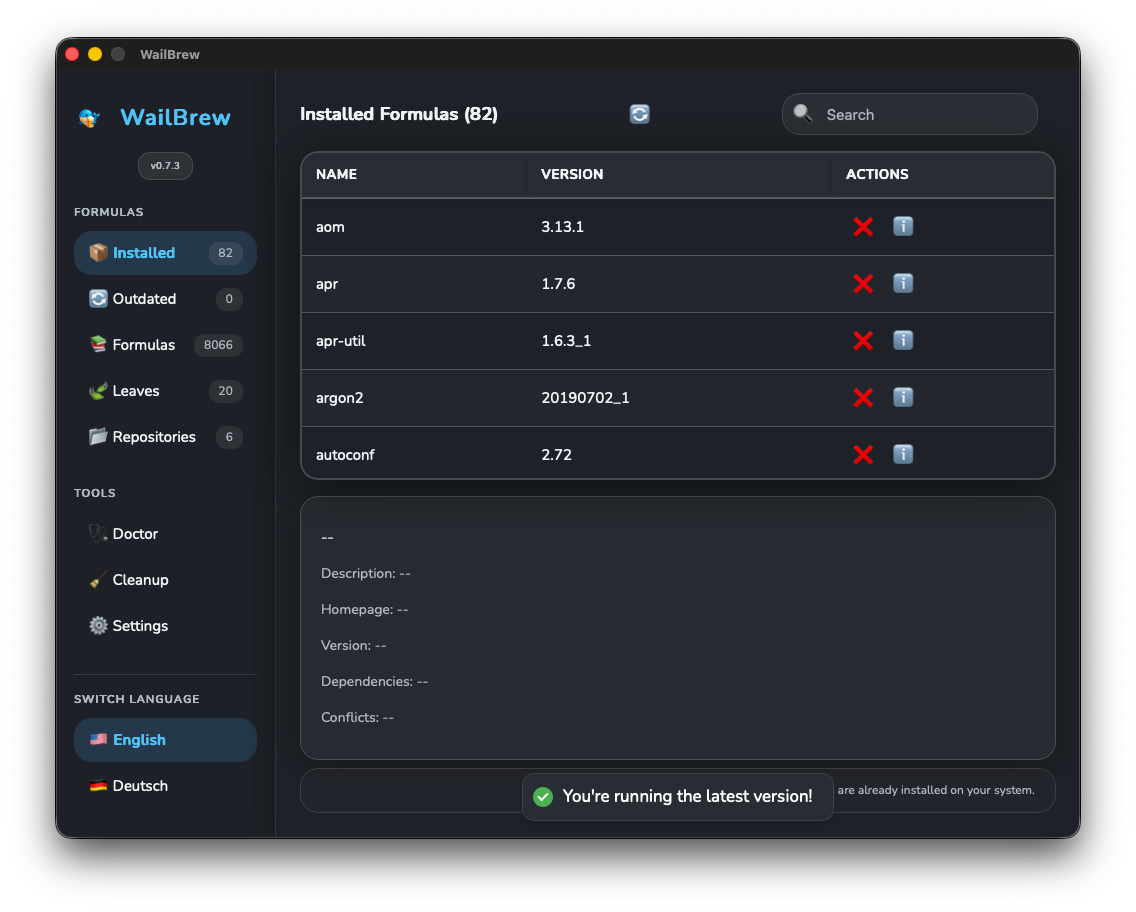 WailBrew
WailBrew
v0.7.3
FORMULAS
Installed 82
Outdated 0
Formulas 8066
Leaves 20
Repositories 6
TOOLS
Doctor
Cleanup
Settings
SWITCH LANGUAGE
English
Deutsch
Installed Formulas (82)
Search
NAME VERSION ACTIONS
aom 3.13.1
apr 1.7.6
apr-util 1.6.3_1
argon2 20190702_1
autoconf 2.72
--
Description: --
Homepage: --
Version: --
Dependencies: --
Conflicts: --
You're running the latest version!
are already installed on your system.